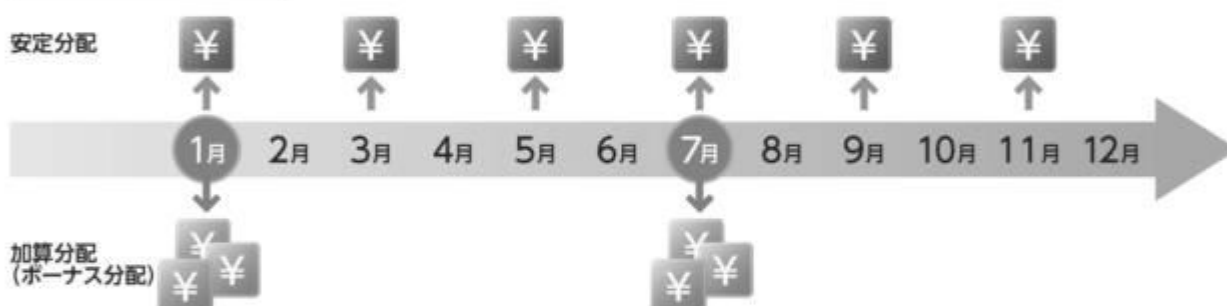 安定分配 ¥ ¥ ¥ ¥ ¥ ¥
1月 2月 3月 4月 5月 6月 7月 8月 9月 10月 11月 12月
加算分配
(ボーナス分配)
¥ ¥ ¥ ¥ ¥ ¥